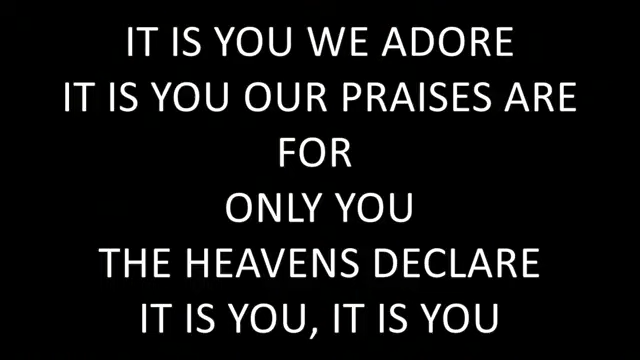 IT IS YOU WE ADORE
IT IS YOU OUR PRAISES ARE
FOR
ONLY YOU
THE HEAVENS DECLARE
IT IS YOU, IT IS YOU